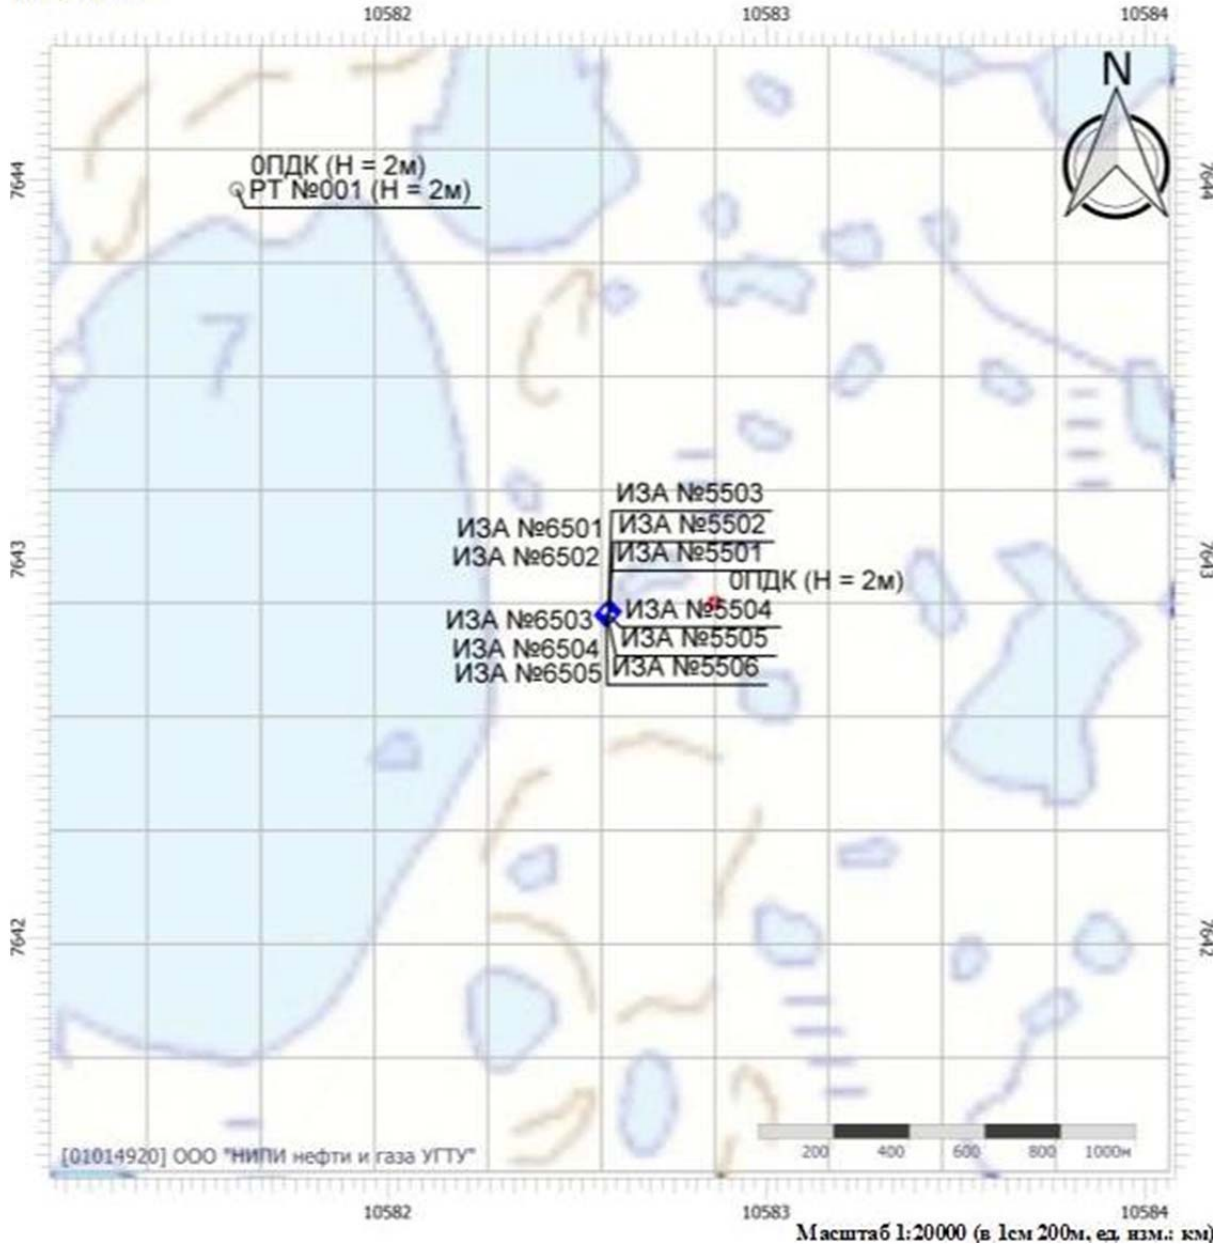 10582 10583 10584
N
7644 7644
0ПДК (Н = 2м)
РТ №001 (Н = 2м)
ИЗА №5503
ИЗА №6501 ИЗА №5502
ИЗА №6502 ИЗА №5501
7643 7643
0ПДК (Н = 2м)
ИЗА №6503 ИЗА №5504
ИЗА №6504 ИЗА №5505
ИЗА №6505 ИЗА №5506
7642 7642
200 400 600 800 1000м
[01014920] ООО "НИПИ нефти и газа УГТУ"
10582 10583 10584
Масштаб 1:20000 (в 1см 200м, ед. изм.: км)